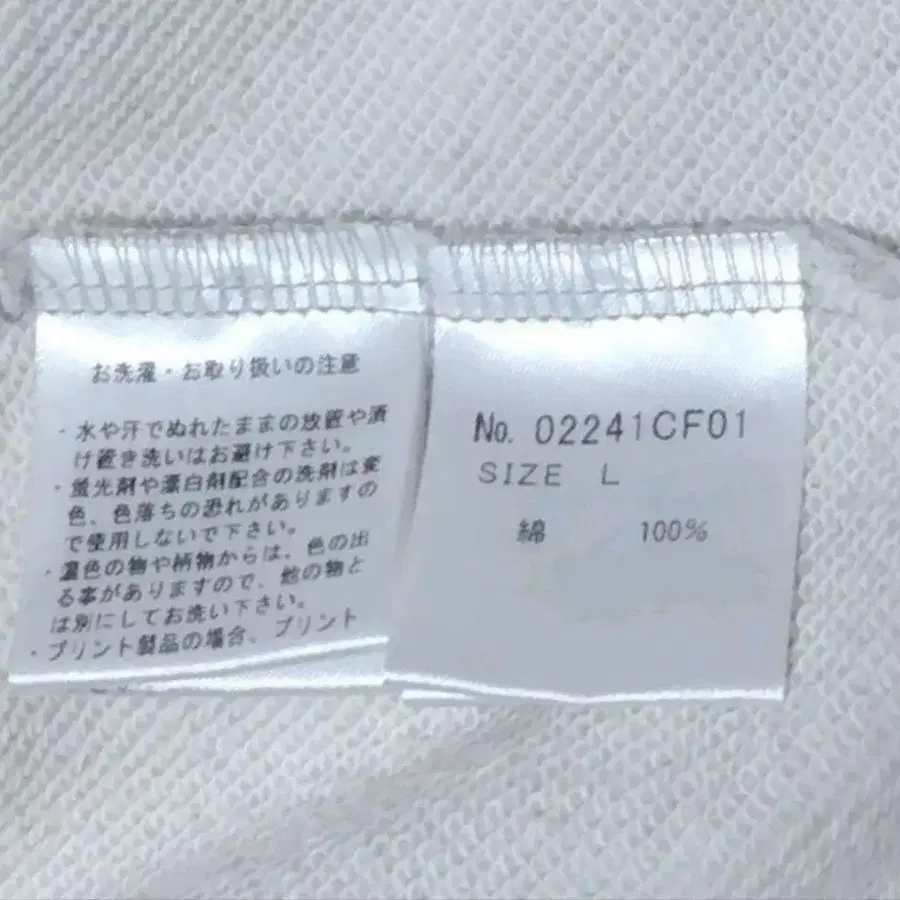 お洗濯・お取り扱いの注意
・水や汗でぬれたままの放置や漬
け置き洗いはお避け下さい。
・蛍光剤や漂白剤配合の洗剤は変
色、色落ちの恐れがありますの
で使用しないで下さい。
・濃色の物や柄物からは、色の出
る事がありますので、他の物と
は別にしてお洗い下さい。
・プリント製品の場合、プリント
No. 02241CF01
SIZE L
綿 100%